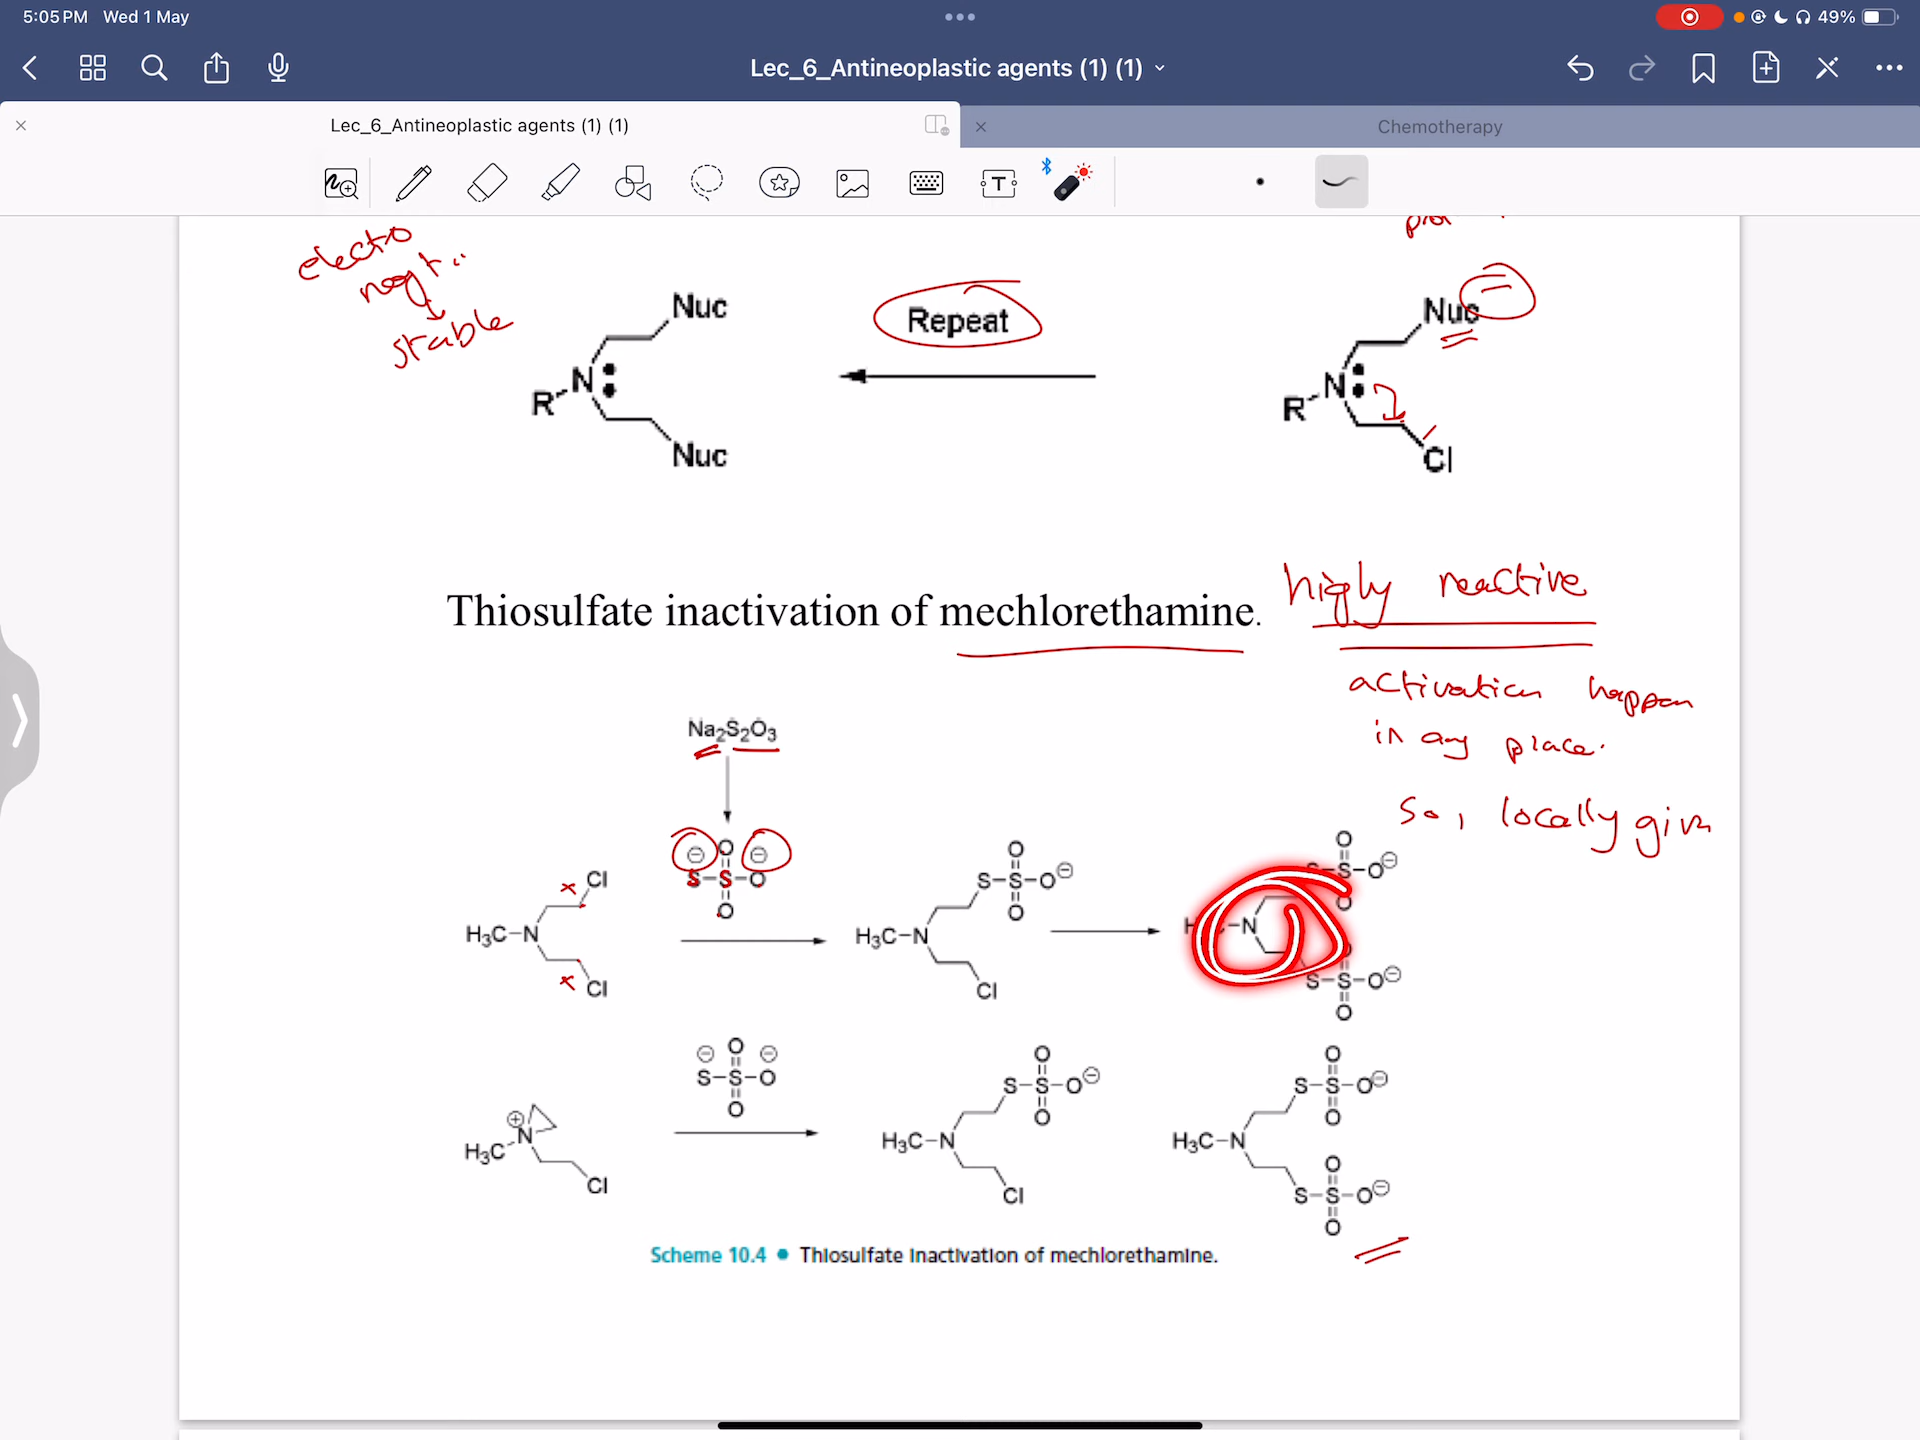 5:05 PM Wed 1 May
49%
Lec_6_Antineoplastic agents (1) (1)
Lec_6_Antineoplastic agents (1) (1)
Chemotherapy
T
electro
negt..
stable
Nuc
N
R
Nuc
Repeat
Nuc
N
R
Cl
Thiosulfate inactivation of mechlorethamine.
highly reactive
activation happen
in any place.
So, locally givn
Na₂S₂O₃
O
S-S-O
O
Cl
H₃C-N
Cl
O
S-S-O
O
H₃C-N
Cl
O
S-S-O
O
N
S-S-O
O
O
S-S-O
O
H₃C
N
Cl
O
S-S-O
O
H₃C-N
Cl
O
S-S-O
O
H₃C-N
O
S-S-O
O
Scheme 10.4 • Thiosulfate inactivation of mechlorethamine.